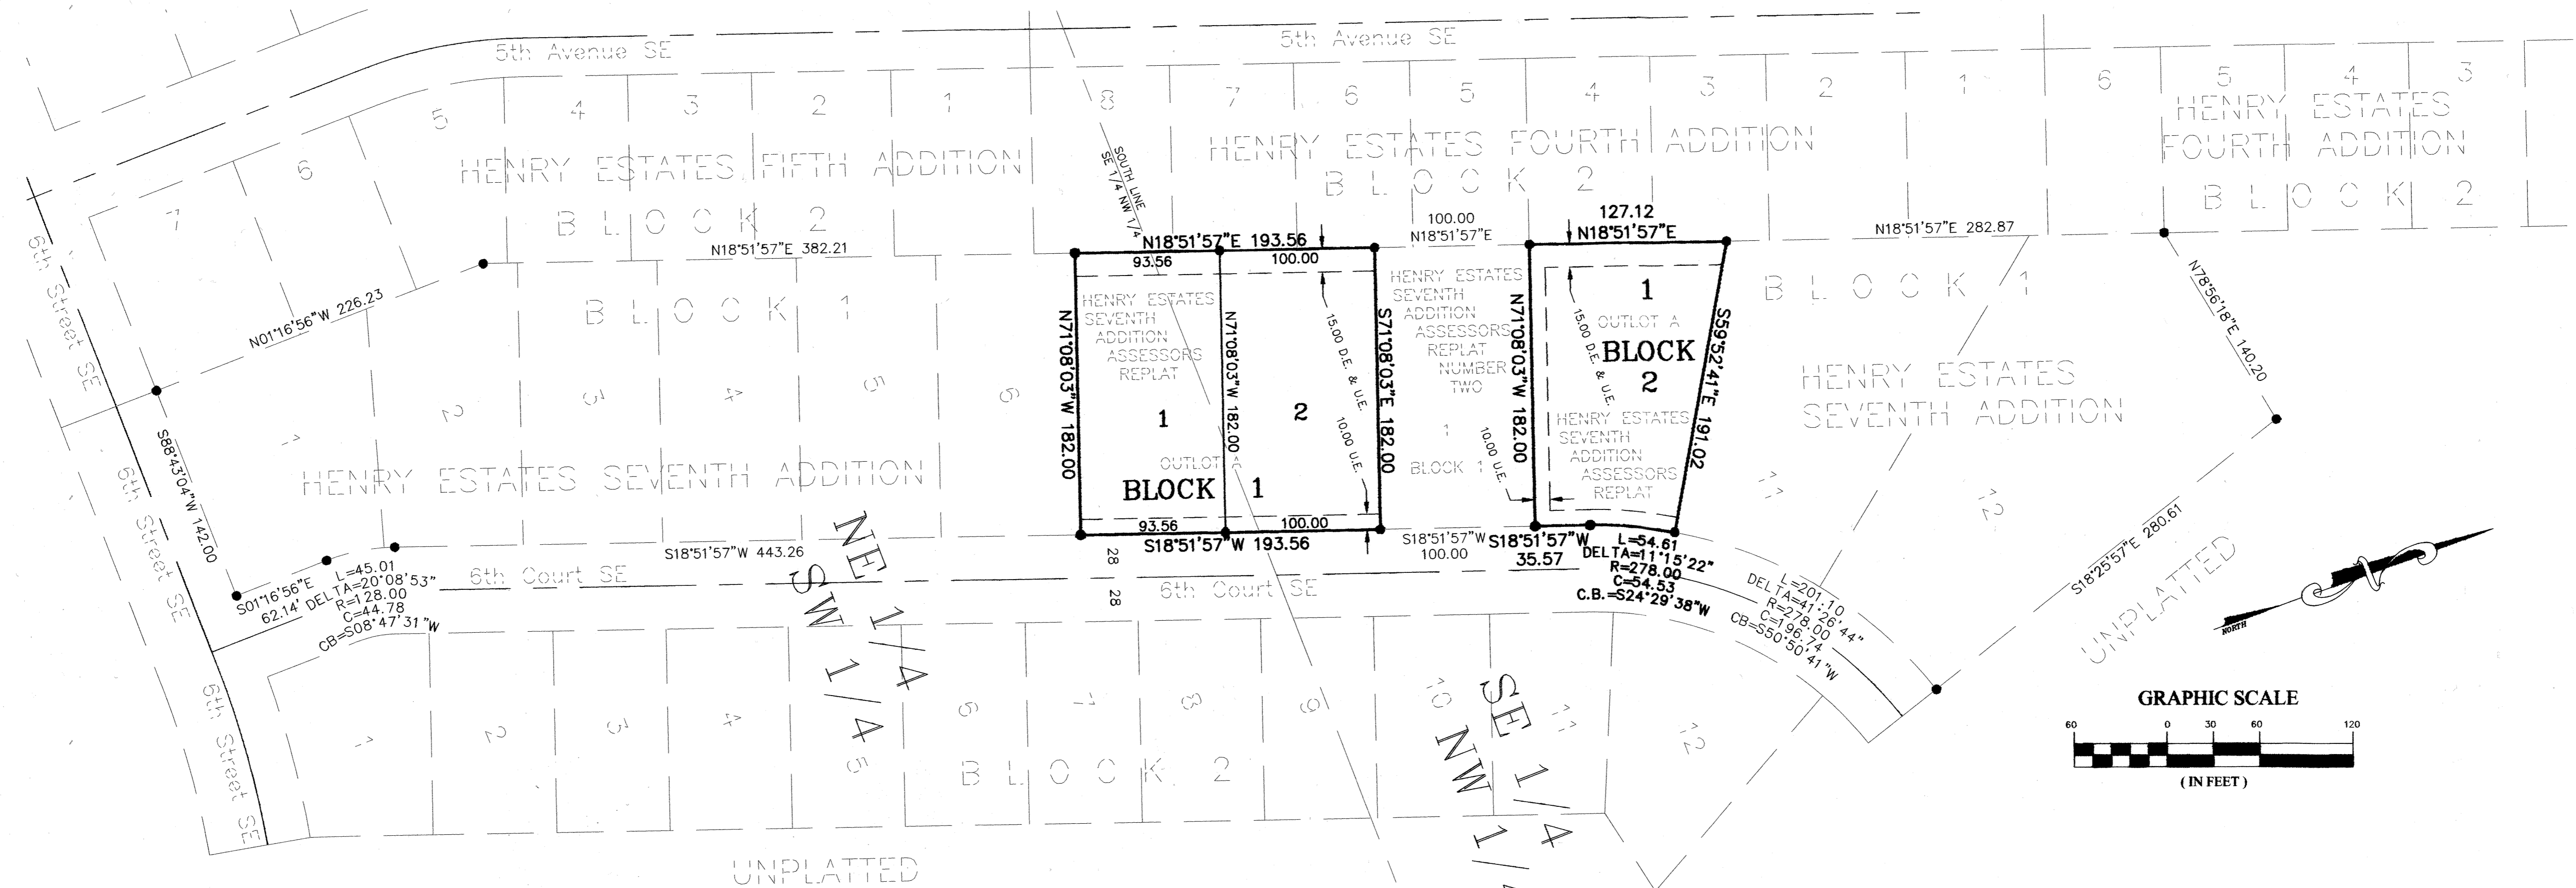 5th Avenue SE
5th Avenue SE
7
6
5
4
3
2
1
8
7
6
5
4
3
2
1
6
5
4
3
HENRY ESTATES FIFTH ADDITION
BLOCK 2
HENRY ESTATES FOURTH ADDITION
BLOCK 2
HENRY ESTATES
FOURTH ADDITION
BLOCK 2
SOUTH LINE
SE 1/4 NW 1/4
6th Street SE
6th Street SE
6th Street SE
N01°16'56"W 226.23
N18°51'57"E 382.21
N18°51'57"E 193.56
93.56
100.00
100.00
N18°51'57"E
127.12
N18°51'57"E
N18°51'57"E 282.87
N78°56'18"E 140.20
BLOCK 1
BLOCK 1
1
2
3
4
5
6
HENRY ESTATES SEVENTH ADDITION
N71°08'03"W 182.00
HENRY ESTATES
SEVENTH
ADDITION
ASSESSORS
REPLAT
1
OUTLOT A
BLOCK 1
N71°08'03"W 182.00
2
15.00 D.E. & U.E.
10.00 U.E.
S71°08'03"E 182.00
HENRY ESTATES
SEVENTH
ADDITION
ASSESSORS
REPLAT
NUMBER
TWO
1
BLOCK 1
10.00 U.E.
N71°08'03"W 182.00
15.00 D.E. & U.E.
1
OUTLOT A
BLOCK
2
HENRY ESTATES
SEVENTH
ADDITION
ASSESSORS
REPLAT
S59°52'41"E 191.02
HENRY ESTATES
SEVENTH ADDITION
11
12
S88°43'04"W 142.00
S01°16'56"E
62.14'
L=45.01
DELTA=20°08'53"
R=128.00
C=44.78
CB=S08°47'31"W
S18°51'57"W 443.26
6th Court SE
NE 1/4
SW 1/4
93.56
100.00
S18°51'57"W 193.56
28
28
6th Court SE
S18°51'57"W
100.00
S18°51'57"W
35.57
L=54.61
DELTA=11°15'22"
R=278.00
C=54.53
C.B.=S24°29'38"W
L=201.10
DELTA=41°26'44"
R=278.00
C=196.74
CB=S50°50'41"W
S18°25'57"E 280.61
UNPLATTED
NORTH
1
2
3
4
5
6
7
8
9
10
11
12
BLOCK 2
SE 1/4
NW 1/
UNPLATTED
GRAPHIC SCALE
60 0 30 60 120
( IN FEET )